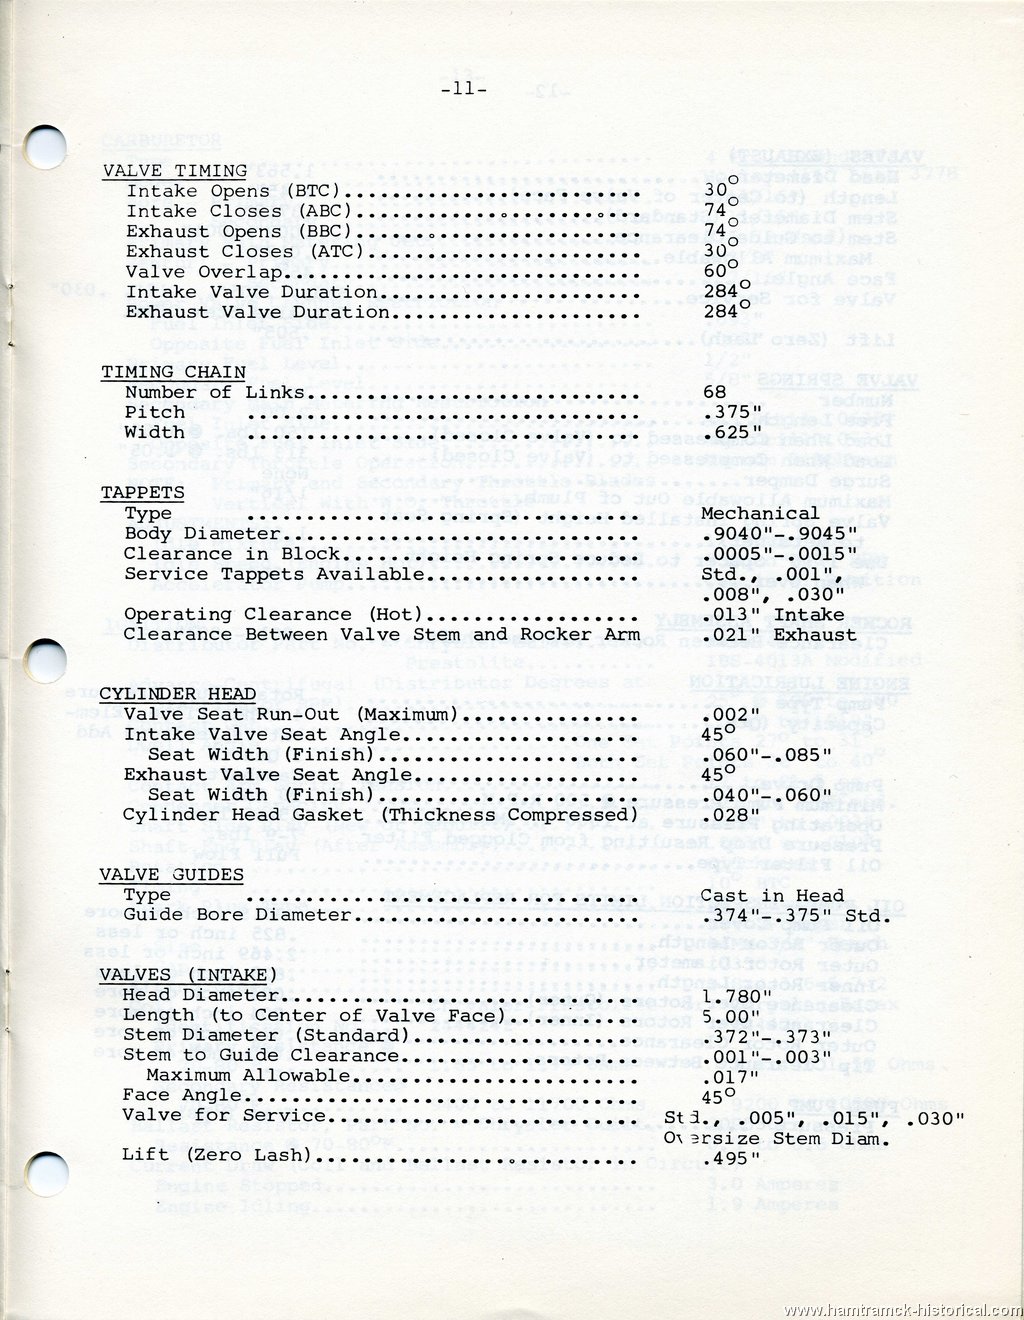 -11-
VALVE TIMING
Intake Opens (BTC)......................... 30°
Intake Closes (ABC)........................ 74°
Exhaust Opens (BBC)........................ 74°
Exhaust Closes (ATC)....................... 30°
Valve Overlap.............................. 60°
Intake Valve Duration...................... 284°
Exhaust Valve Duration..................... 284°
TIMING CHAIN
Number of Links............................ 68
Pitch ................................. .375"
Width ................................. .625"
TAPPETS
Type ................................. Mechanical
Body Diameter.............................. .9040"-.9045"
Clearance in Block......................... .0005"-.0015"
Service Tappets Available.................. Std., .001",
.008", .030"
Operating Clearance (Hot).................. .013" Intake
Clearance Between Valve Stem and Rocker Arm .021" Exhaust
CYLINDER HEAD
Valve Seat Run-Out (Maximum)............... .002"
Intake Valve Seat Angle.................... 45°
Seat Width (Finish)...................... .060"-.085"
Exhaust Valve Seat Angle................... 45°
Seat Width (Finish)...................... .040"-.060"
Cylinder Head Gasket (Thickness Compressed) .028"
VALVE GUIDES
Type ................................. Cast in Head
Guide Bore Diameter........................ .374"-.375" Std.
VALVES (INTAKE)
Head Diameter.............................. 1.780"
Length (to Center of Valve Face)........... 5.00"
Stem Diameter (Standard) .................. .372"-.373"
Stem to Guide Clearance.................... .001"-.003"
Maximum Allowable........................ .017"
Face Angle................................. 45°
Valve for Service.......................... Std., .005", .015", .030"
Oversize Stem Diam.
Lift (Zero Lash)........................... .495"
www.hamtramck-historical.com